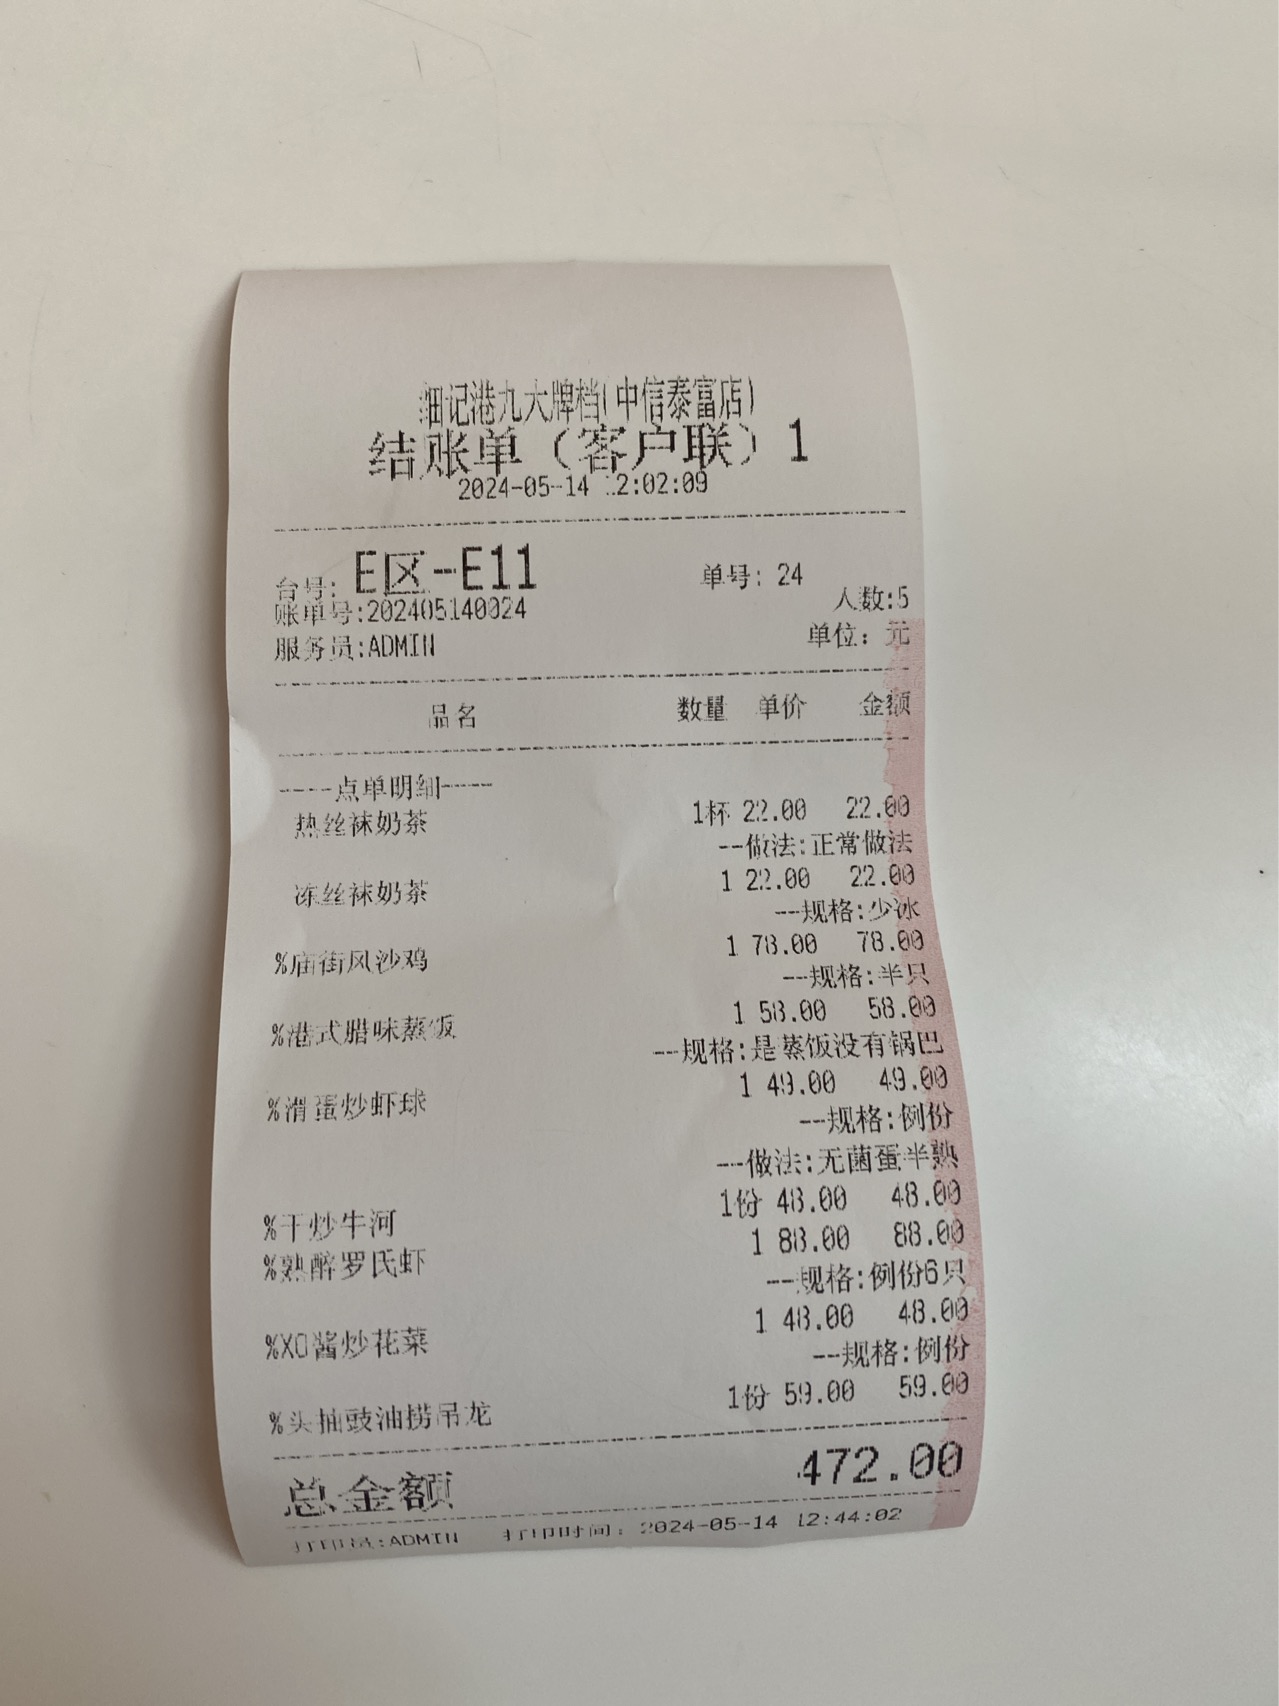 细记港九大牌档(中信泰富店)
结账单（客户联）1
2024-05-14 12:02:09
台号: E区-E11 单号: 24
账单号:202405140024 人数:5
服务员:ADMIN 单位: 元
品名 数量 单价 金额
----点单明细-----
热丝袜奶茶 1杯 22.00 22.00
--做法:正常做法
冻丝袜奶茶 1 22.00 22.00
--规格:少冰
%庙街风沙鸡 1 78.00 78.00
--规格:半只
%港式腊味蒸饭 1 58.00 58.00
--规格:是蒸饭没有锅巴
%滑蛋炒虾球 1 49.00 49.00
--规格:例份
--做法:无菌蛋半熟
%干炒牛河 1份 48.00 48.00
%熟醉罗氏虾 1 88.00 88.00
--规格:例份6只
%XO酱炒花菜 1 48.00 48.00
--规格:例份
%头抽豉油捞吊龙 1份 59.00 59.00
总金额 472.00
打印员:ADMIN 打印时间: 2024-05-14 12:44:02